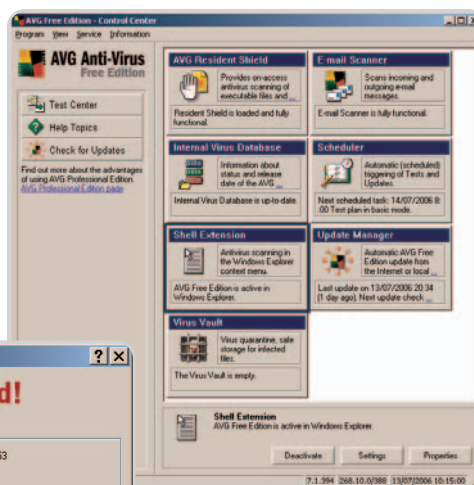 AVG Free Edition - Control Center
Program View Service Information
AVG Anti-Virus
Free Edition
Test Center
Help Topics
Check for Updates
Find out more about the advantages
of using AVG Professional Edition.
AVG Professional Edition page
AVG Resident Shield
Provides on-access
antivirus scanning of
executable files and ...
Resident Shield is loaded and fully
functional.
E-mail Scanner
Scans incoming and
outgoing e-mail
messages.
E-mail Scanner is fully functional.
Internal Virus Database
Information about
status and release
date of the AVG ...
Internal Virus Database is up-to-date.
Scheduler
Automatic (scheduled)
triggering of Tests and
Updates.
Next scheduled task: 14/07/2006 8:
00 Test plan in basic mode.
Shell Extension
Antivirus scanning in
the Windows Explorer
context menu.
AVG Free Edition is active in
Windows Explorer.
Update Manager
Automatic AVG Free
Edition update from
the Internet or local ...
Last update on 13/07/2006 20:34
(1 day ago). Next update check ...
Virus Vault
Virus quarantine, safe
storage for infected
files.
The Virus Vault is empty.
d!
53
Shell Extension
AVG Free Edition is active in Windows Explorer.
Deactivate Settings Properties
7.1.394 268.10.0/388 13/07/2006 10:15:00